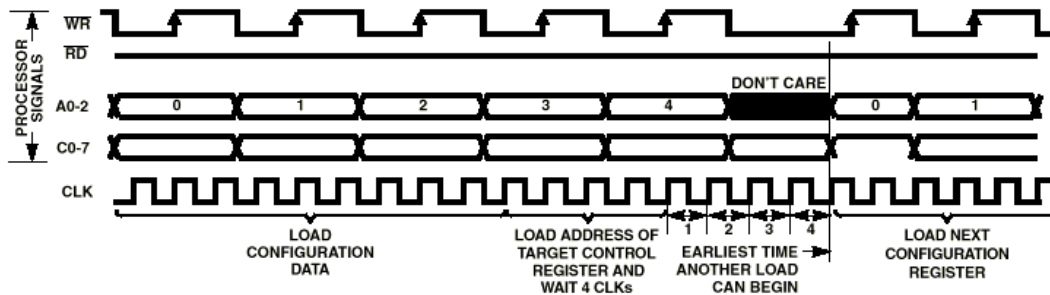 PROCESSOR
SIGNALS
WR
RD
DON'T CARE
A0-2 0 1 2 3 4 0 1
C0-7
CLK
1 2 3 4
LOAD
CONFIGURATION
DATA
LOAD ADDRESS OF
TARGET CONTROL
REGISTER AND
WAIT 4 CLKs
EARLIEST TIME
ANOTHER LOAD
CAN BEGIN
LOAD NEXT
CONFIGURATION
REGISTER